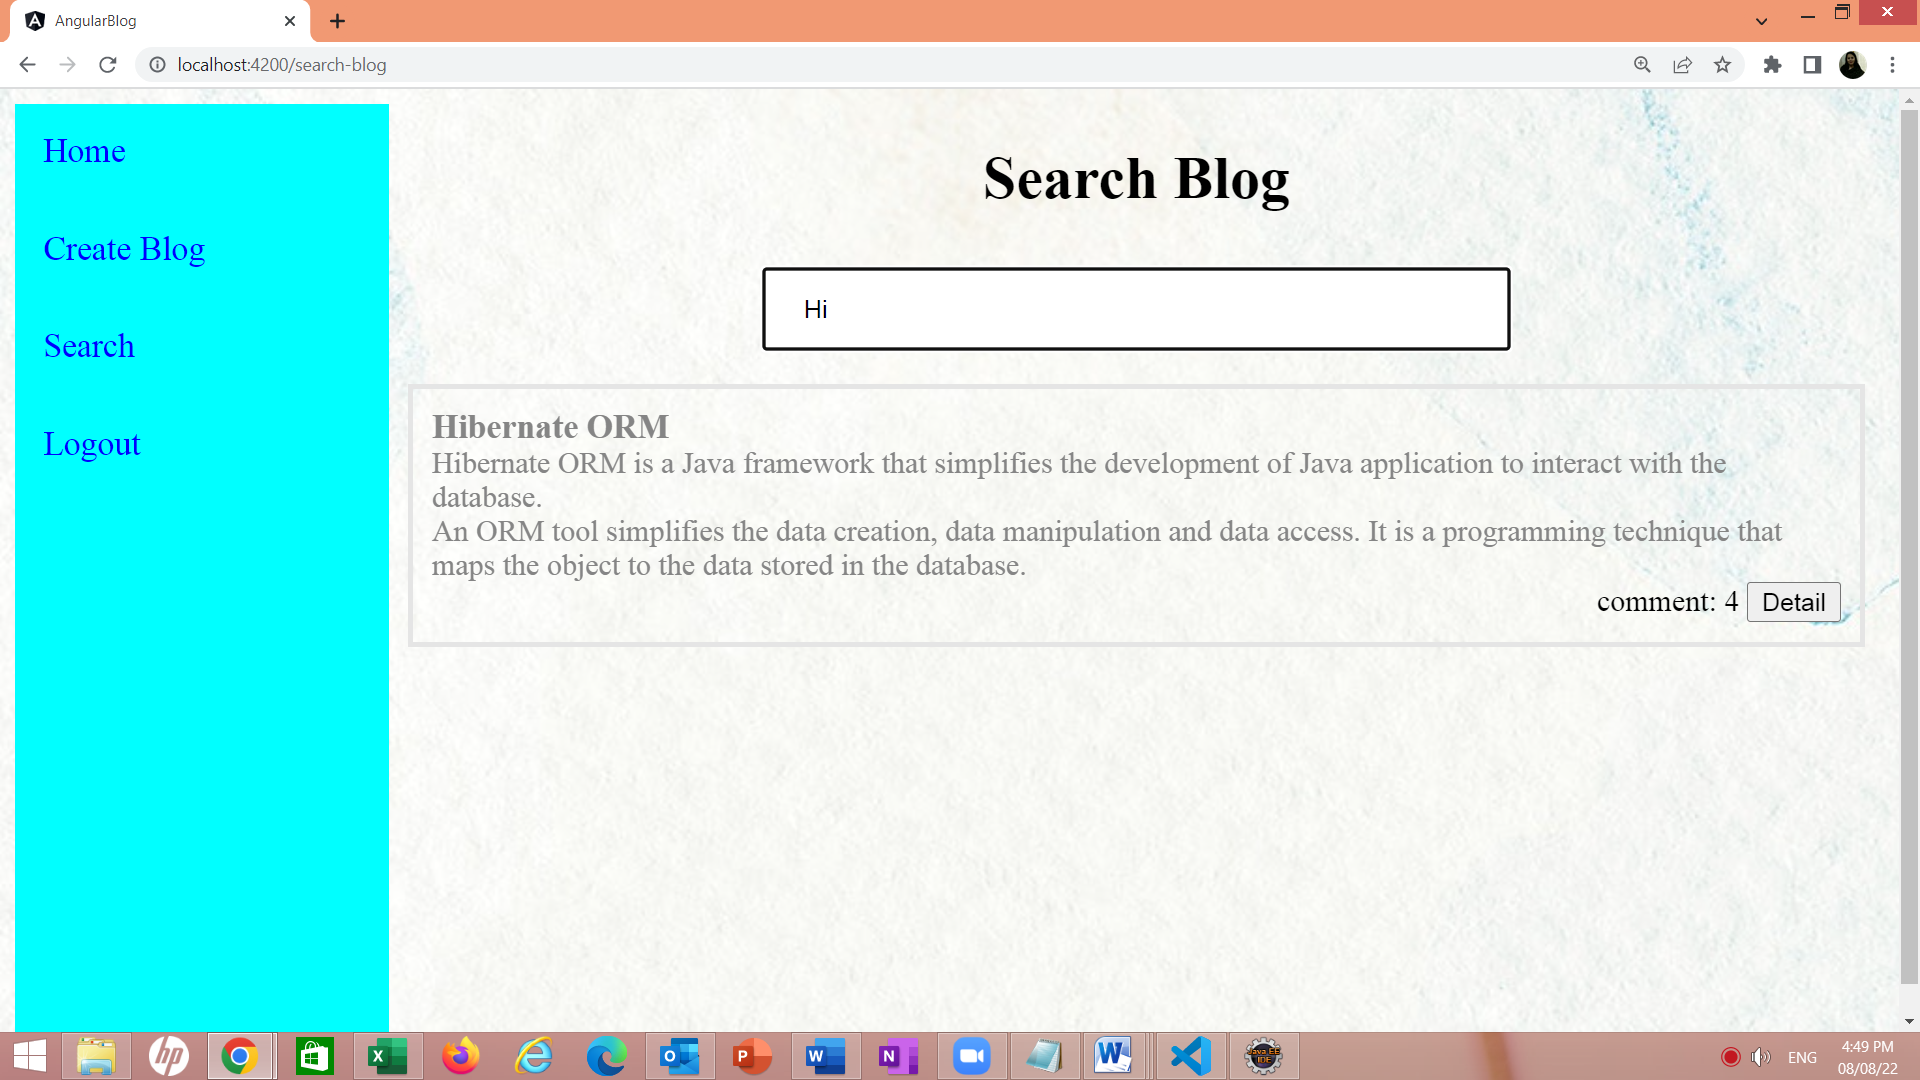 AngularBlog
localhost:4200/search-blog
Home
Create Blog
Search
Logout
Search Blog
Hi
Hibernate ORM
Hibernate ORM is a Java framework that simplifies the development of Java application to interact with the
database.
An ORM tool simplifies the data creation, data manipulation and data access. It is a programming technique that
maps the object to the data stored in the database.
comment: 4 Detail
Java EE
IDE
ENG
4:49 PM
08/08/22